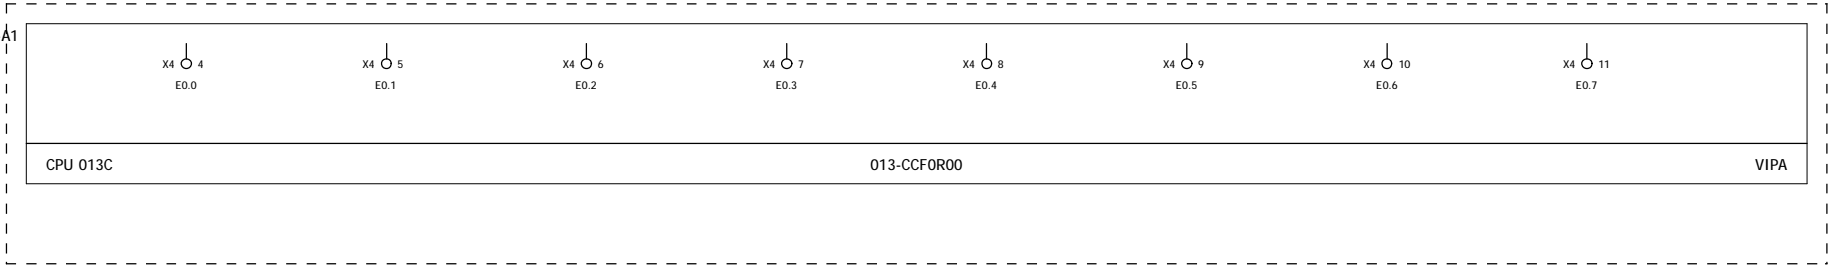 A1
X4 4 X4 5 X4 6 X4 7 X4 8 X4 9 X4 10 X4 11
E0.0 E0.1 E0.2 E0.3 E0.4 E0.5 E0.6 E0.7
CPU 013C 013-CCF0R00 VIPA